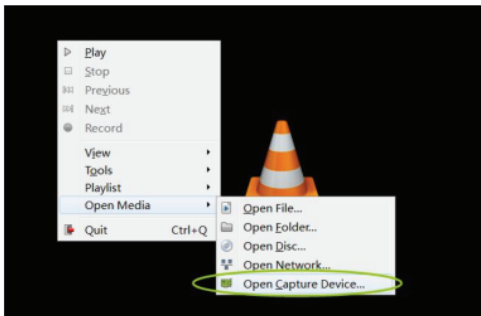 Play
Stop
Previous
Next
Record
View
Tools
Playlist
Open Media
Quit Ctrl+Q
Open File...
Open Folder...
Open Disc...
Open Network...
Open Capture Device...